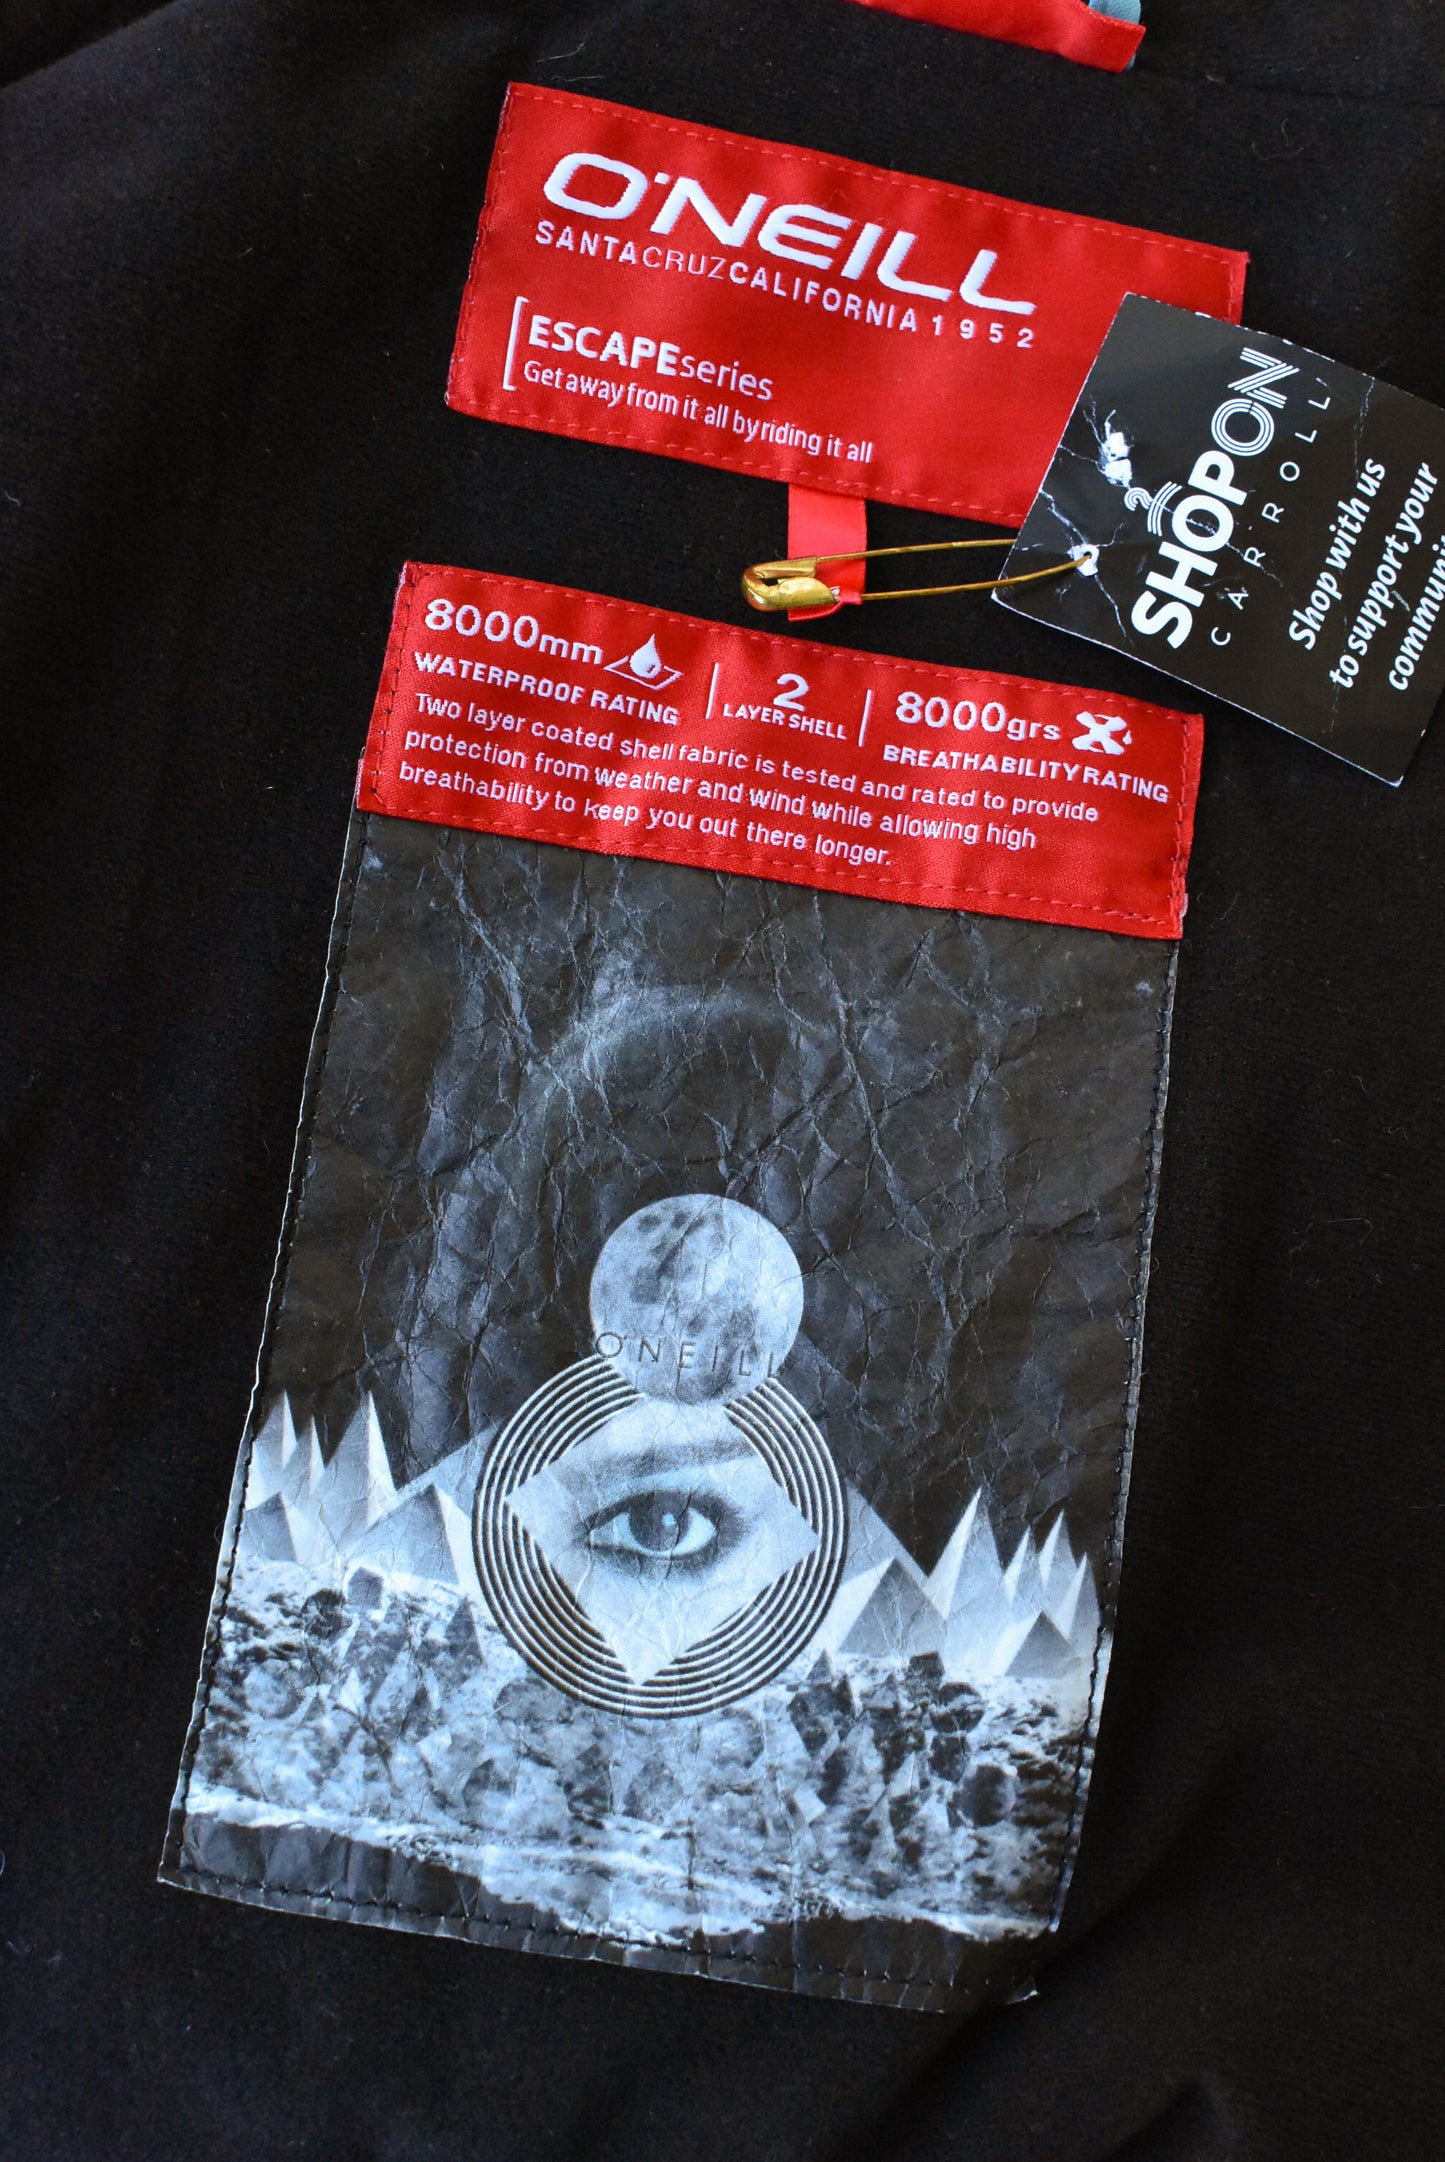 O'NEILL
SANTACRUZCALIFORNIA1952
ESCAPEseries
Get away from it all by riding it all
SHOPON
CARROLL
Shop with us
to support your
8000mm
WATERPROOF RATING
2
LAYER SHELL
8000grs
BREATHABILITY RATING
Two layer coated shell fabric is tested and rated to provide
protection from weather and wind while allowing high
breathability to keep you out there longer.
O'NEILL